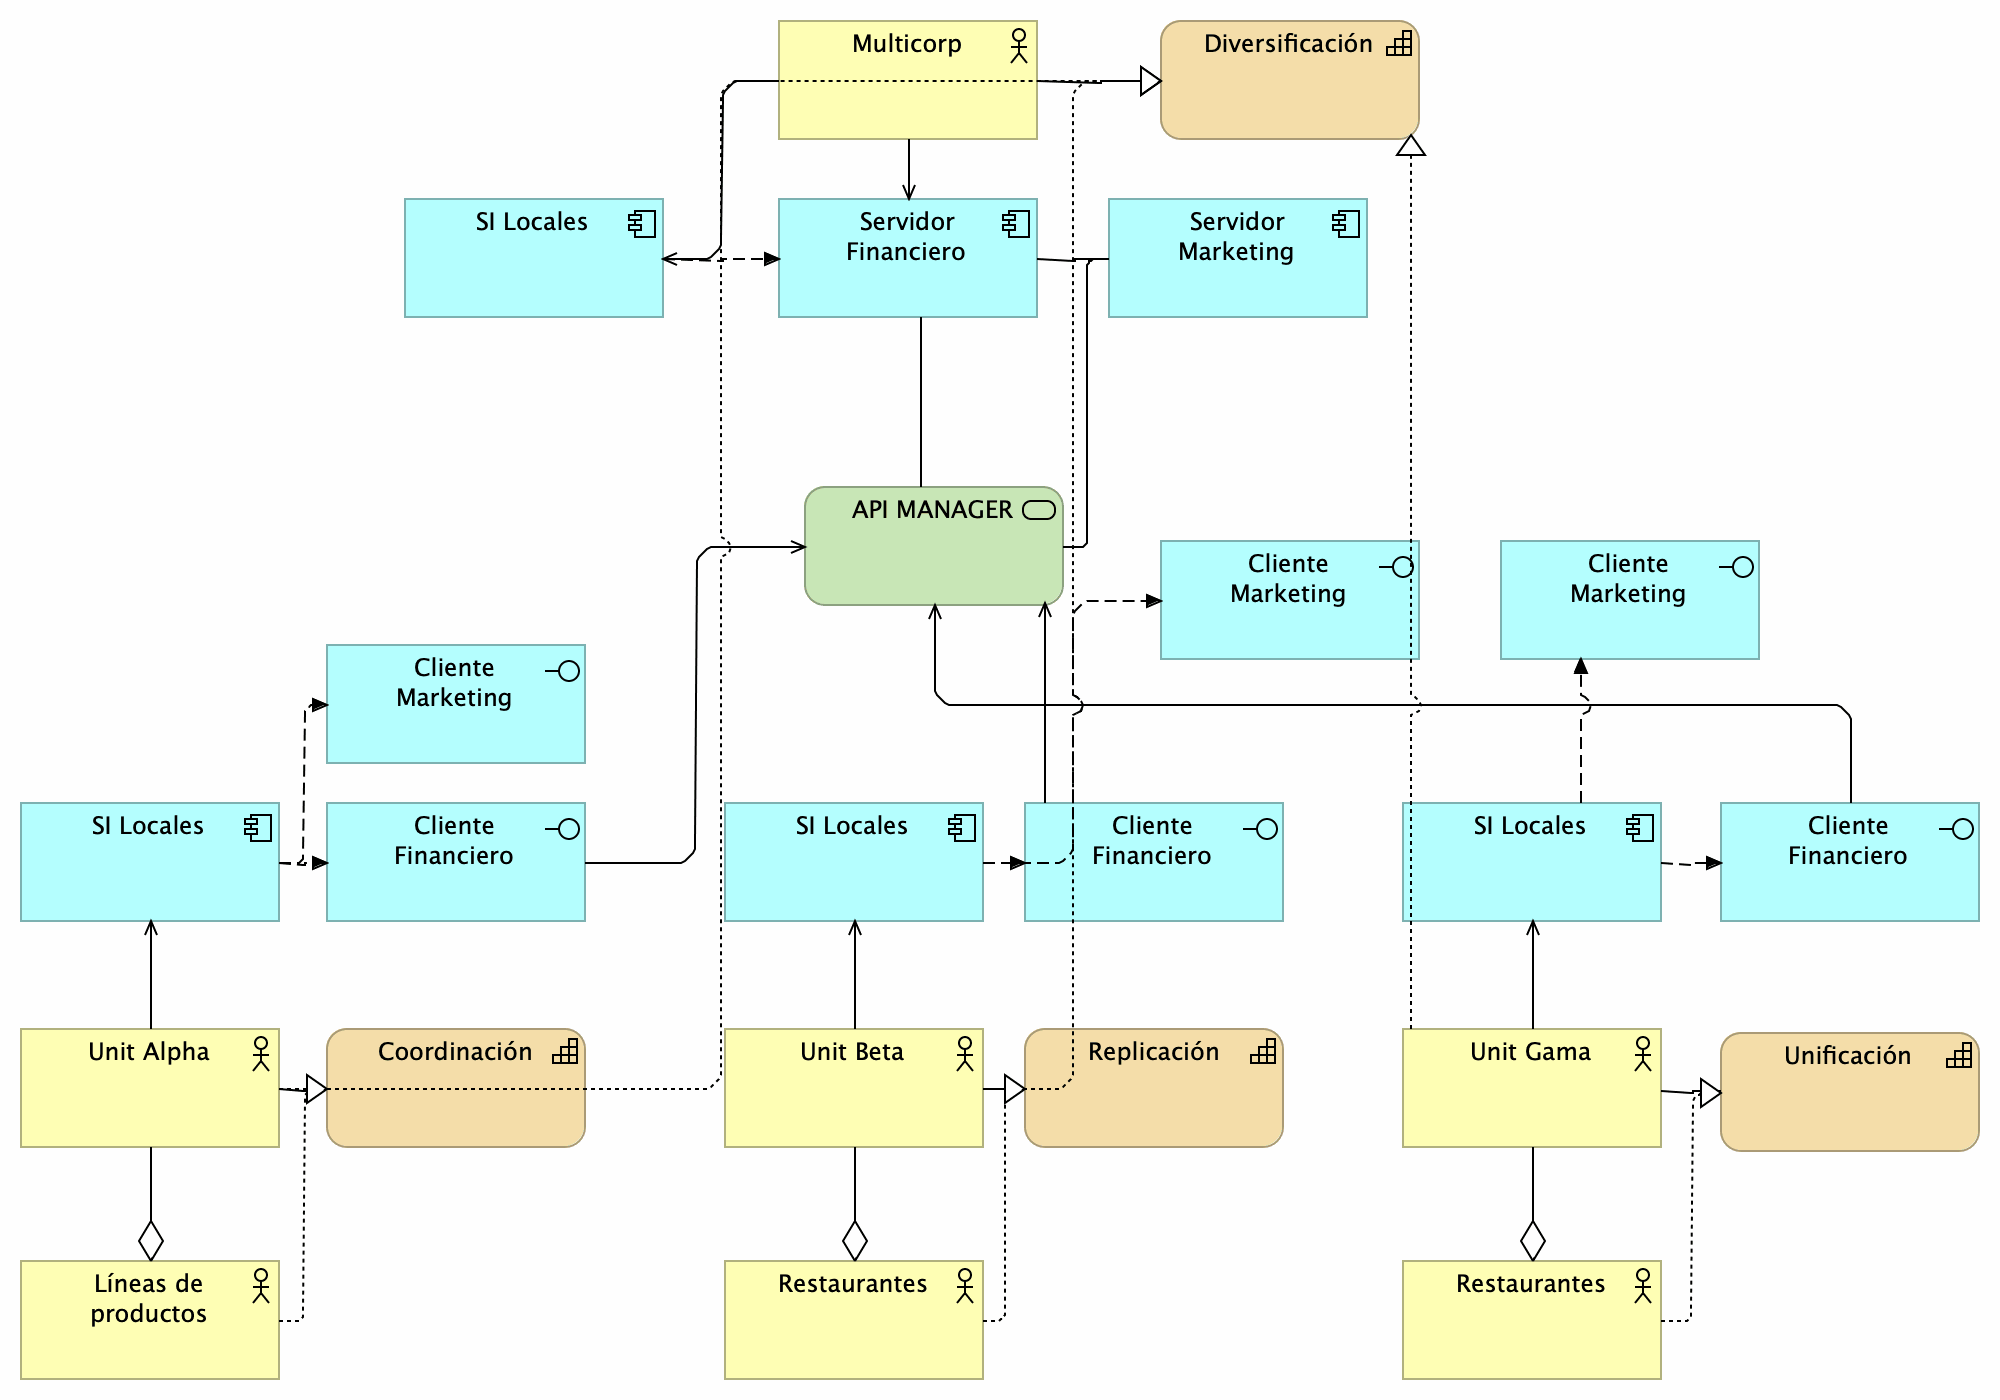 Multicorp
Diversificación
SI Locales
Servidor
Financiero
Servidor
Marketing
API MANAGER
Cliente
Marketing
Cliente
Marketing
Cliente
Marketing
SI Locales
Cliente
Financiero
SI Locales
Cliente
Financiero
SI Locales
Cliente
Financiero
Unit Alpha
Coordinación
Unit Beta
Replicación
Unit Gama
Unificación
Líneas de
productos
Restaurantes
Restaurantes